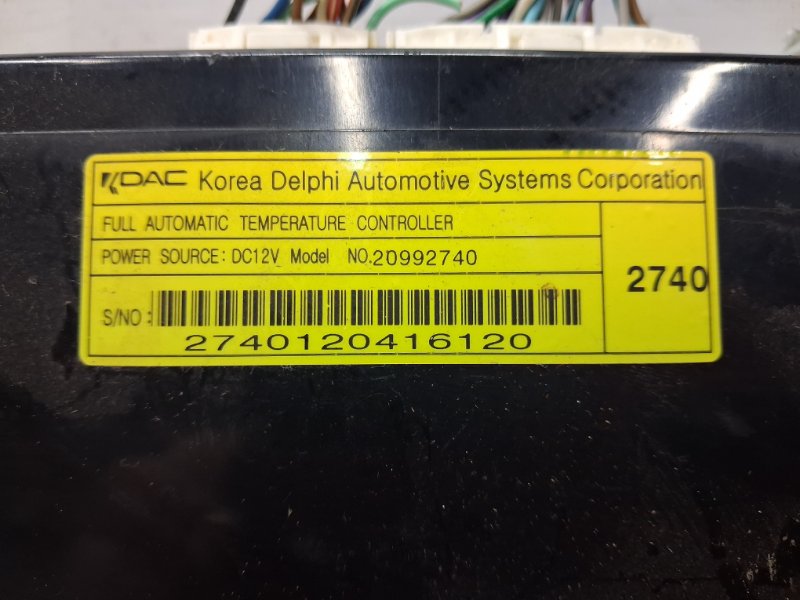 KDAC Korea Delphi Automotive Systems Corporation
FULL AUTOMATIC TEMPERATURE CONTROLLER
POWER SOURCE: DC12V Model NO.20992740
2740
S/NO:
2740120416120